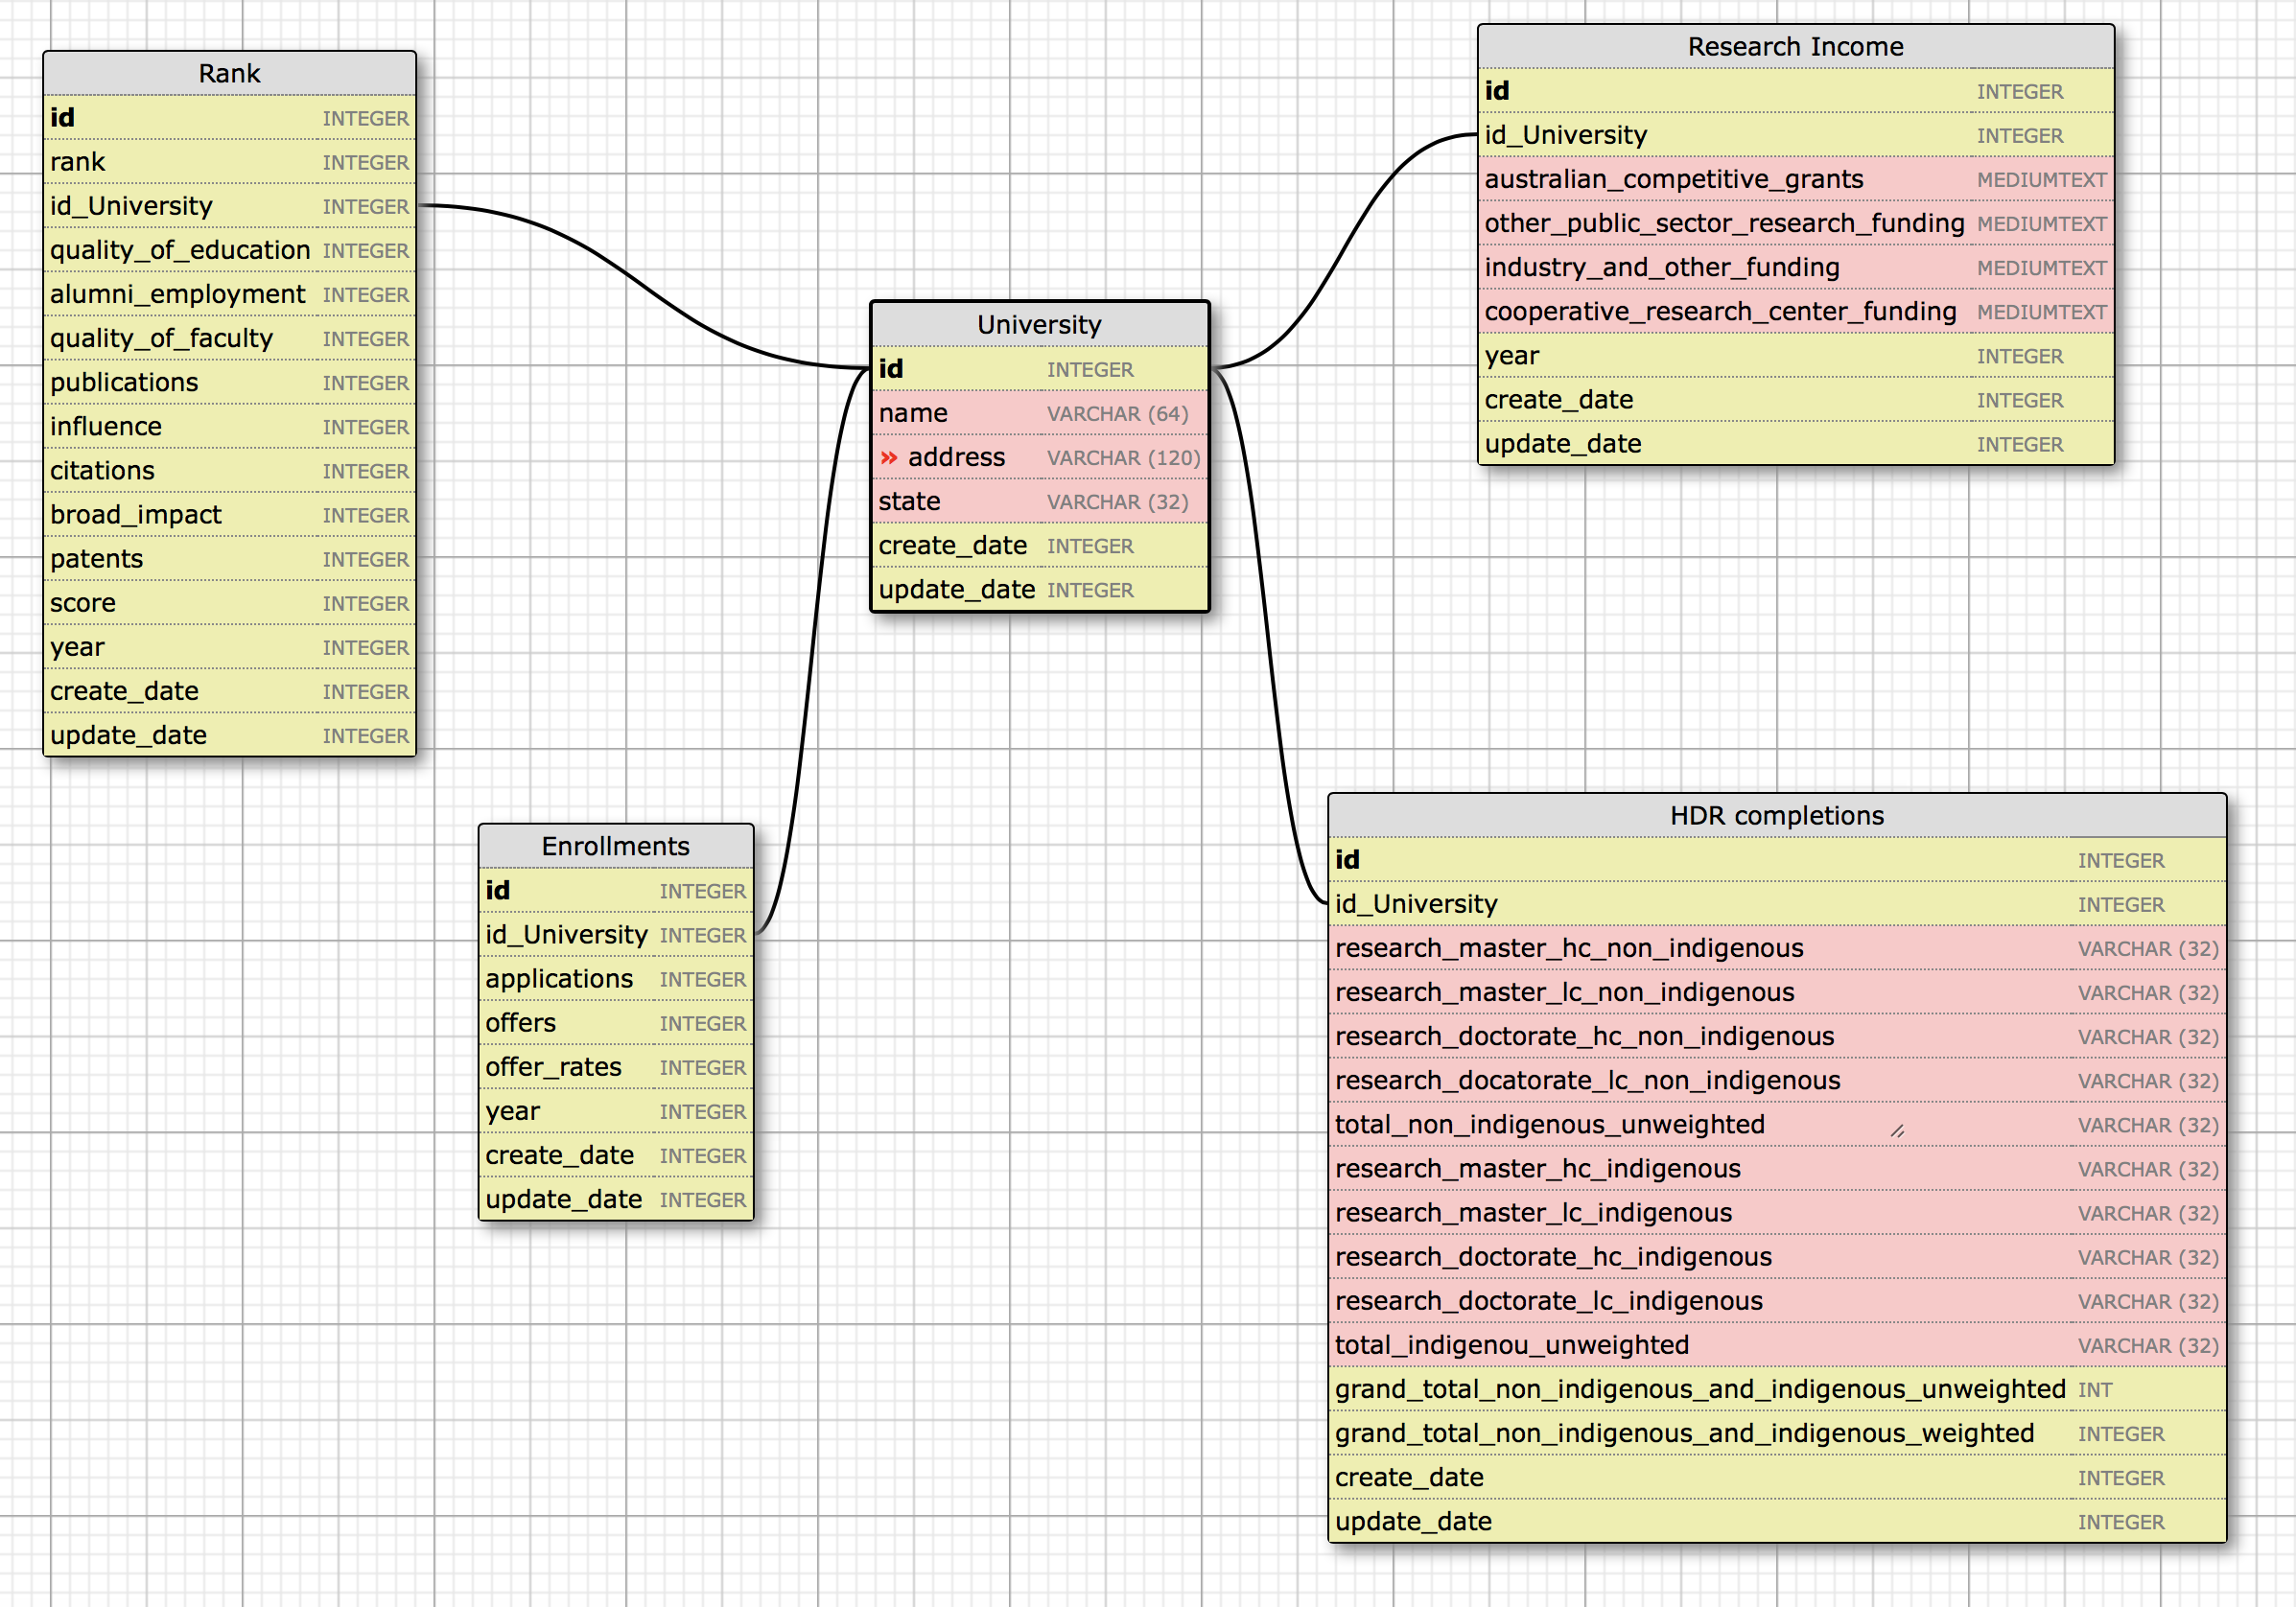 Rank
id INTEGER
rank INTEGER
id_University INTEGER
quality_of_education INTEGER
alumni_employment INTEGER
quality_of_faculty INTEGER
publications INTEGER
influence INTEGER
citations INTEGER
broad_impact INTEGER
patents INTEGER
score INTEGER
year INTEGER
create_date INTEGER
update_date INTEGER
University
id INTEGER
name VARCHAR (64)
» address VARCHAR (120)
state VARCHAR (32)
create_date INTEGER
update_date INTEGER
Research Income
id INTEGER
id_University INTEGER
australian_competitive_grants MEDIUMTEXT
other_public_sector_research_funding MEDIUMTEXT
industry_and_other_funding MEDIUMTEXT
cooperative_research_center_funding MEDIUMTEXT
year INTEGER
create_date INTEGER
update_date INTEGER
Enrollments
id INTEGER
id_University INTEGER
applications INTEGER
offers INTEGER
offer_rates INTEGER
year INTEGER
create_date INTEGER
update_date INTEGER
HDR completions
id INTEGER
id_University INTEGER
research_master_hc_non_indigenous VARCHAR (32)
research_master_lc_non_indigenous VARCHAR (32)
research_doctorate_hc_non_indigenous VARCHAR (32)
research_docatorate_lc_non_indigenous VARCHAR (32)
total_non_indigenous_unweighted VARCHAR (32)
research_master_hc_indigenous VARCHAR (32)
research_master_lc_indigenous VARCHAR (32)
research_doctorate_hc_indigenous VARCHAR (32)
research_doctorate_lc_indigenous VARCHAR (32)
total_indigenou_unweighted VARCHAR (32)
grand_total_non_indigenous_and_indigenous_unweighted INT
grand_total_non_indigenous_and_indigenous_weighted INTEGER
create_date INTEGER
update_date INTEGER